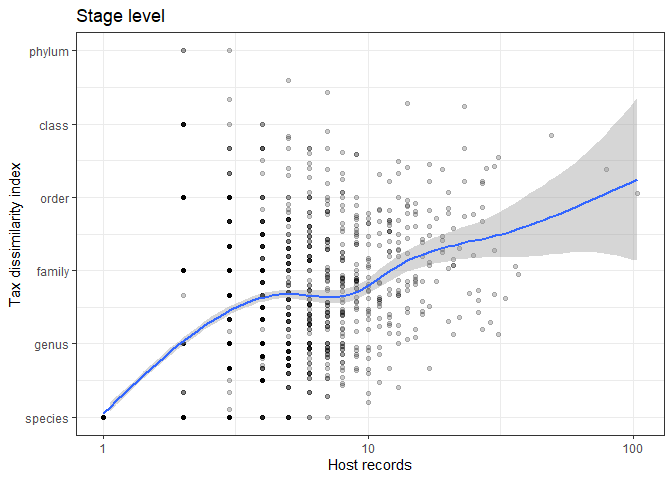 Stage level
Tax dissimilarity index
phylum
class
order
family
genus
species
1
10
100
Host records